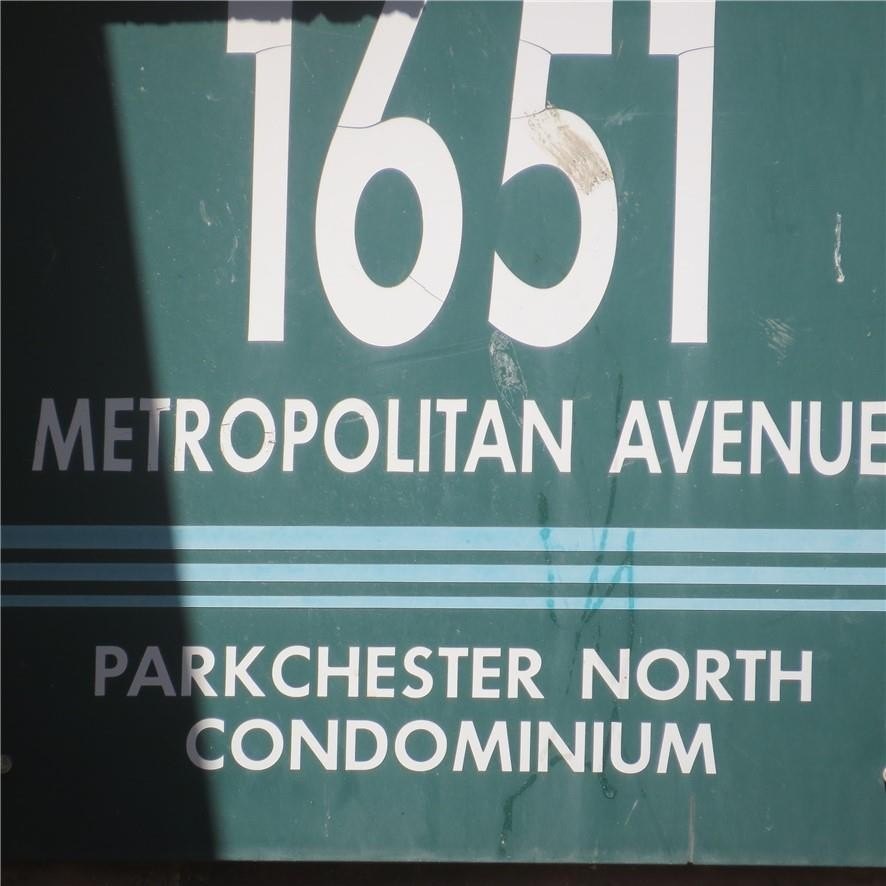 1651
METROPOLITAN AVENUE
PARKCHESTER NORTH
CONDOMINIUM